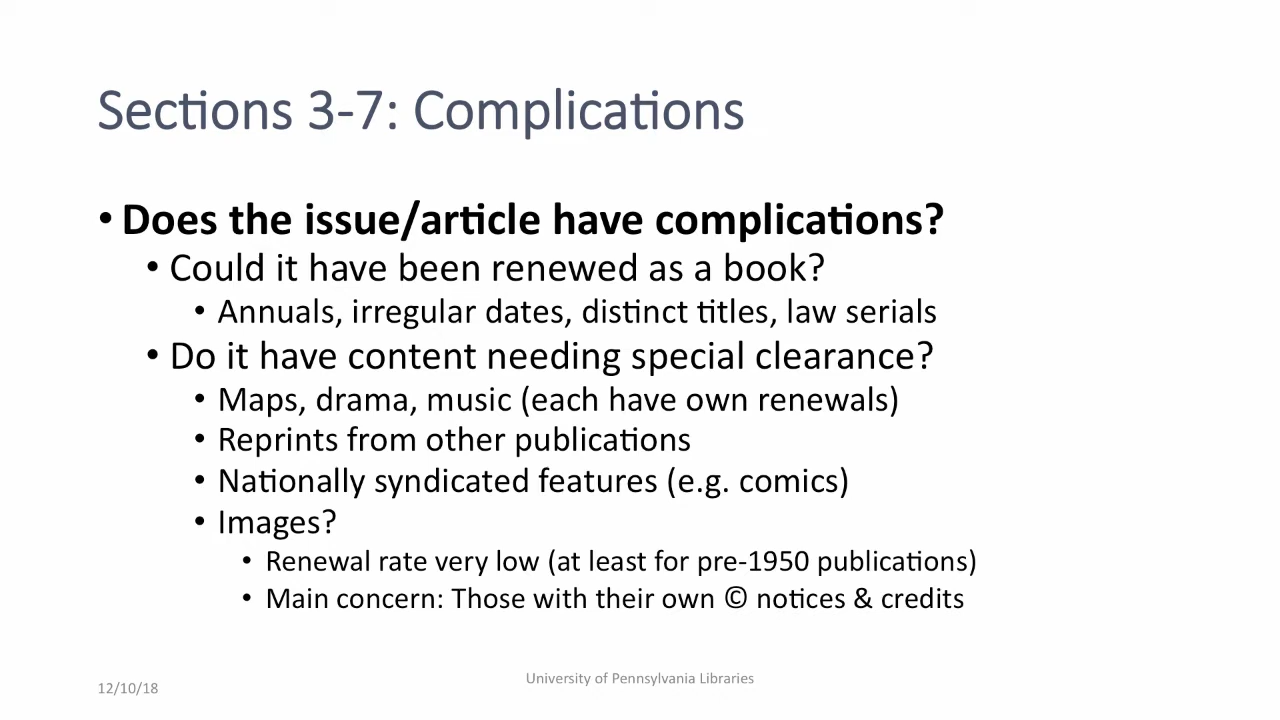 Sections 3-7: Complications
• Does the issue/article have complications?
• Could it have been renewed as a book?
• Annuals, irregular dates, distinct titles, law serials
• Do it have content needing special clearance?
• Maps, drama, music (each have own renewals)
• Reprints from other publications
• Nationally syndicated features (e.g. comics)
• Images?
• Renewal rate very low (at least for pre-1950 publications)
• Main concern: Those with their own © notices & credits
12/10/18
University of Pennsylvania Libraries